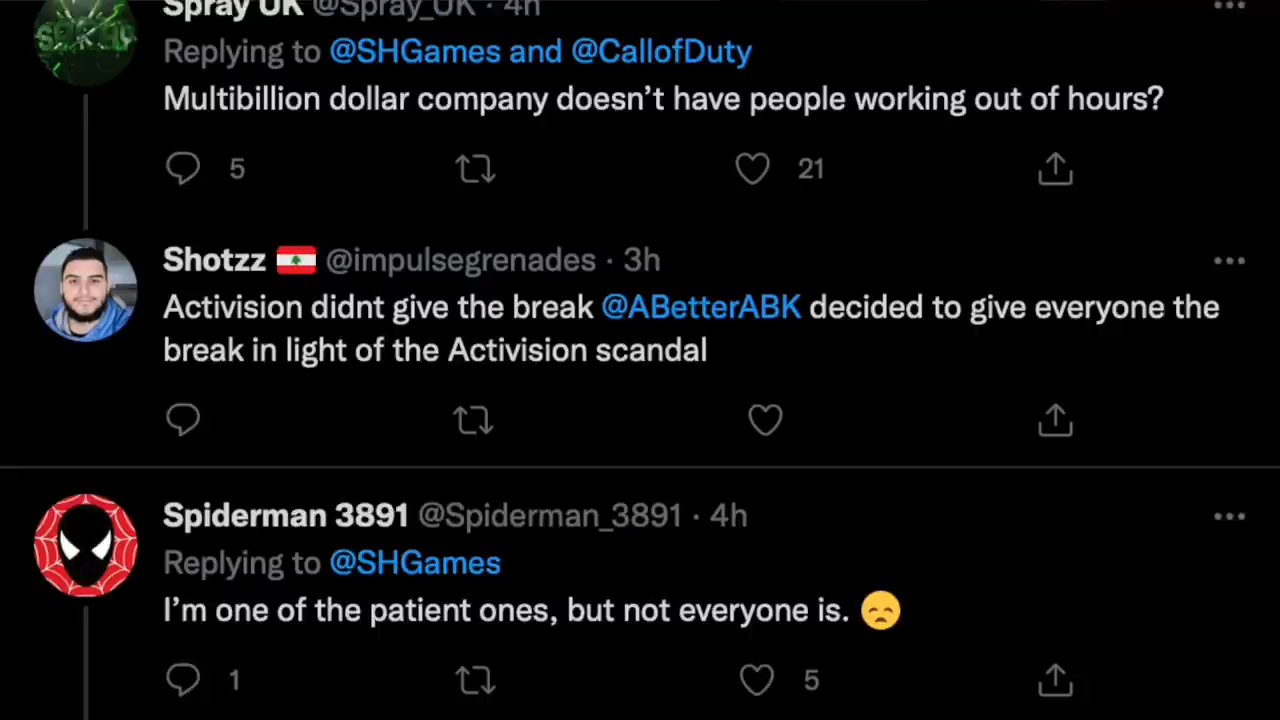 Spray UK @Spray_UK · 4h
Replying to @SHGames and @CallofDuty
Multibillion dollar company doesn’t have people working out of hours?
5 21
Shotzz @impulsegrenades · 3h
Activision didnt give the break @ABetterABK decided to give everyone the
break in light of the Activision scandal
Spiderman 3891 @Spiderman_3891 · 4h
Replying to @SHGames
I’m one of the patient ones, but not everyone is. 😞
1 5